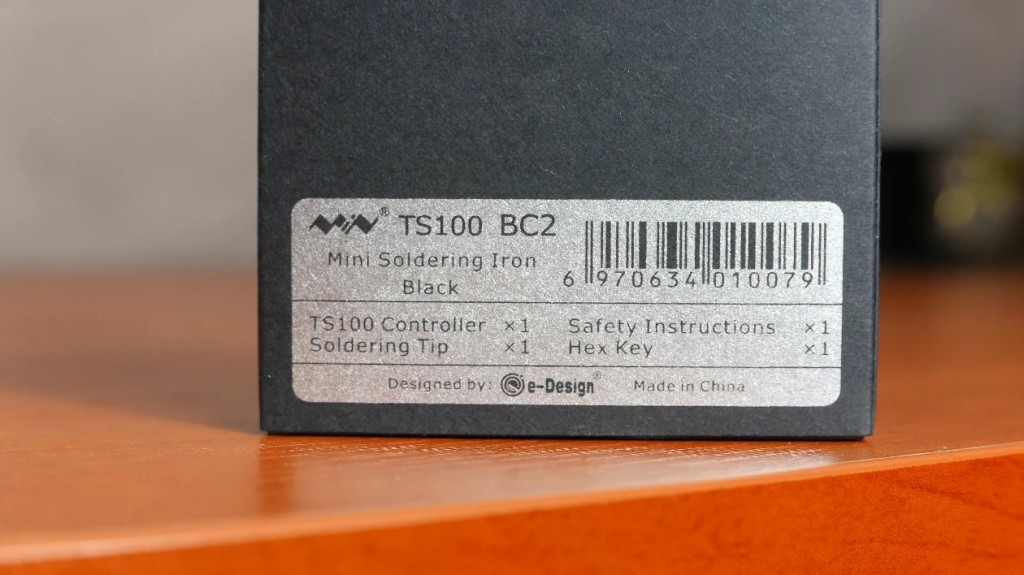 MiNi® TS100 BC2
Mini Soldering Iron
Black
6 970634 010079
TS100 Controller ×1 Safety Instructions ×1
Soldering Tip ×1 Hex Key ×1
Designed by: e-Design® Made in China